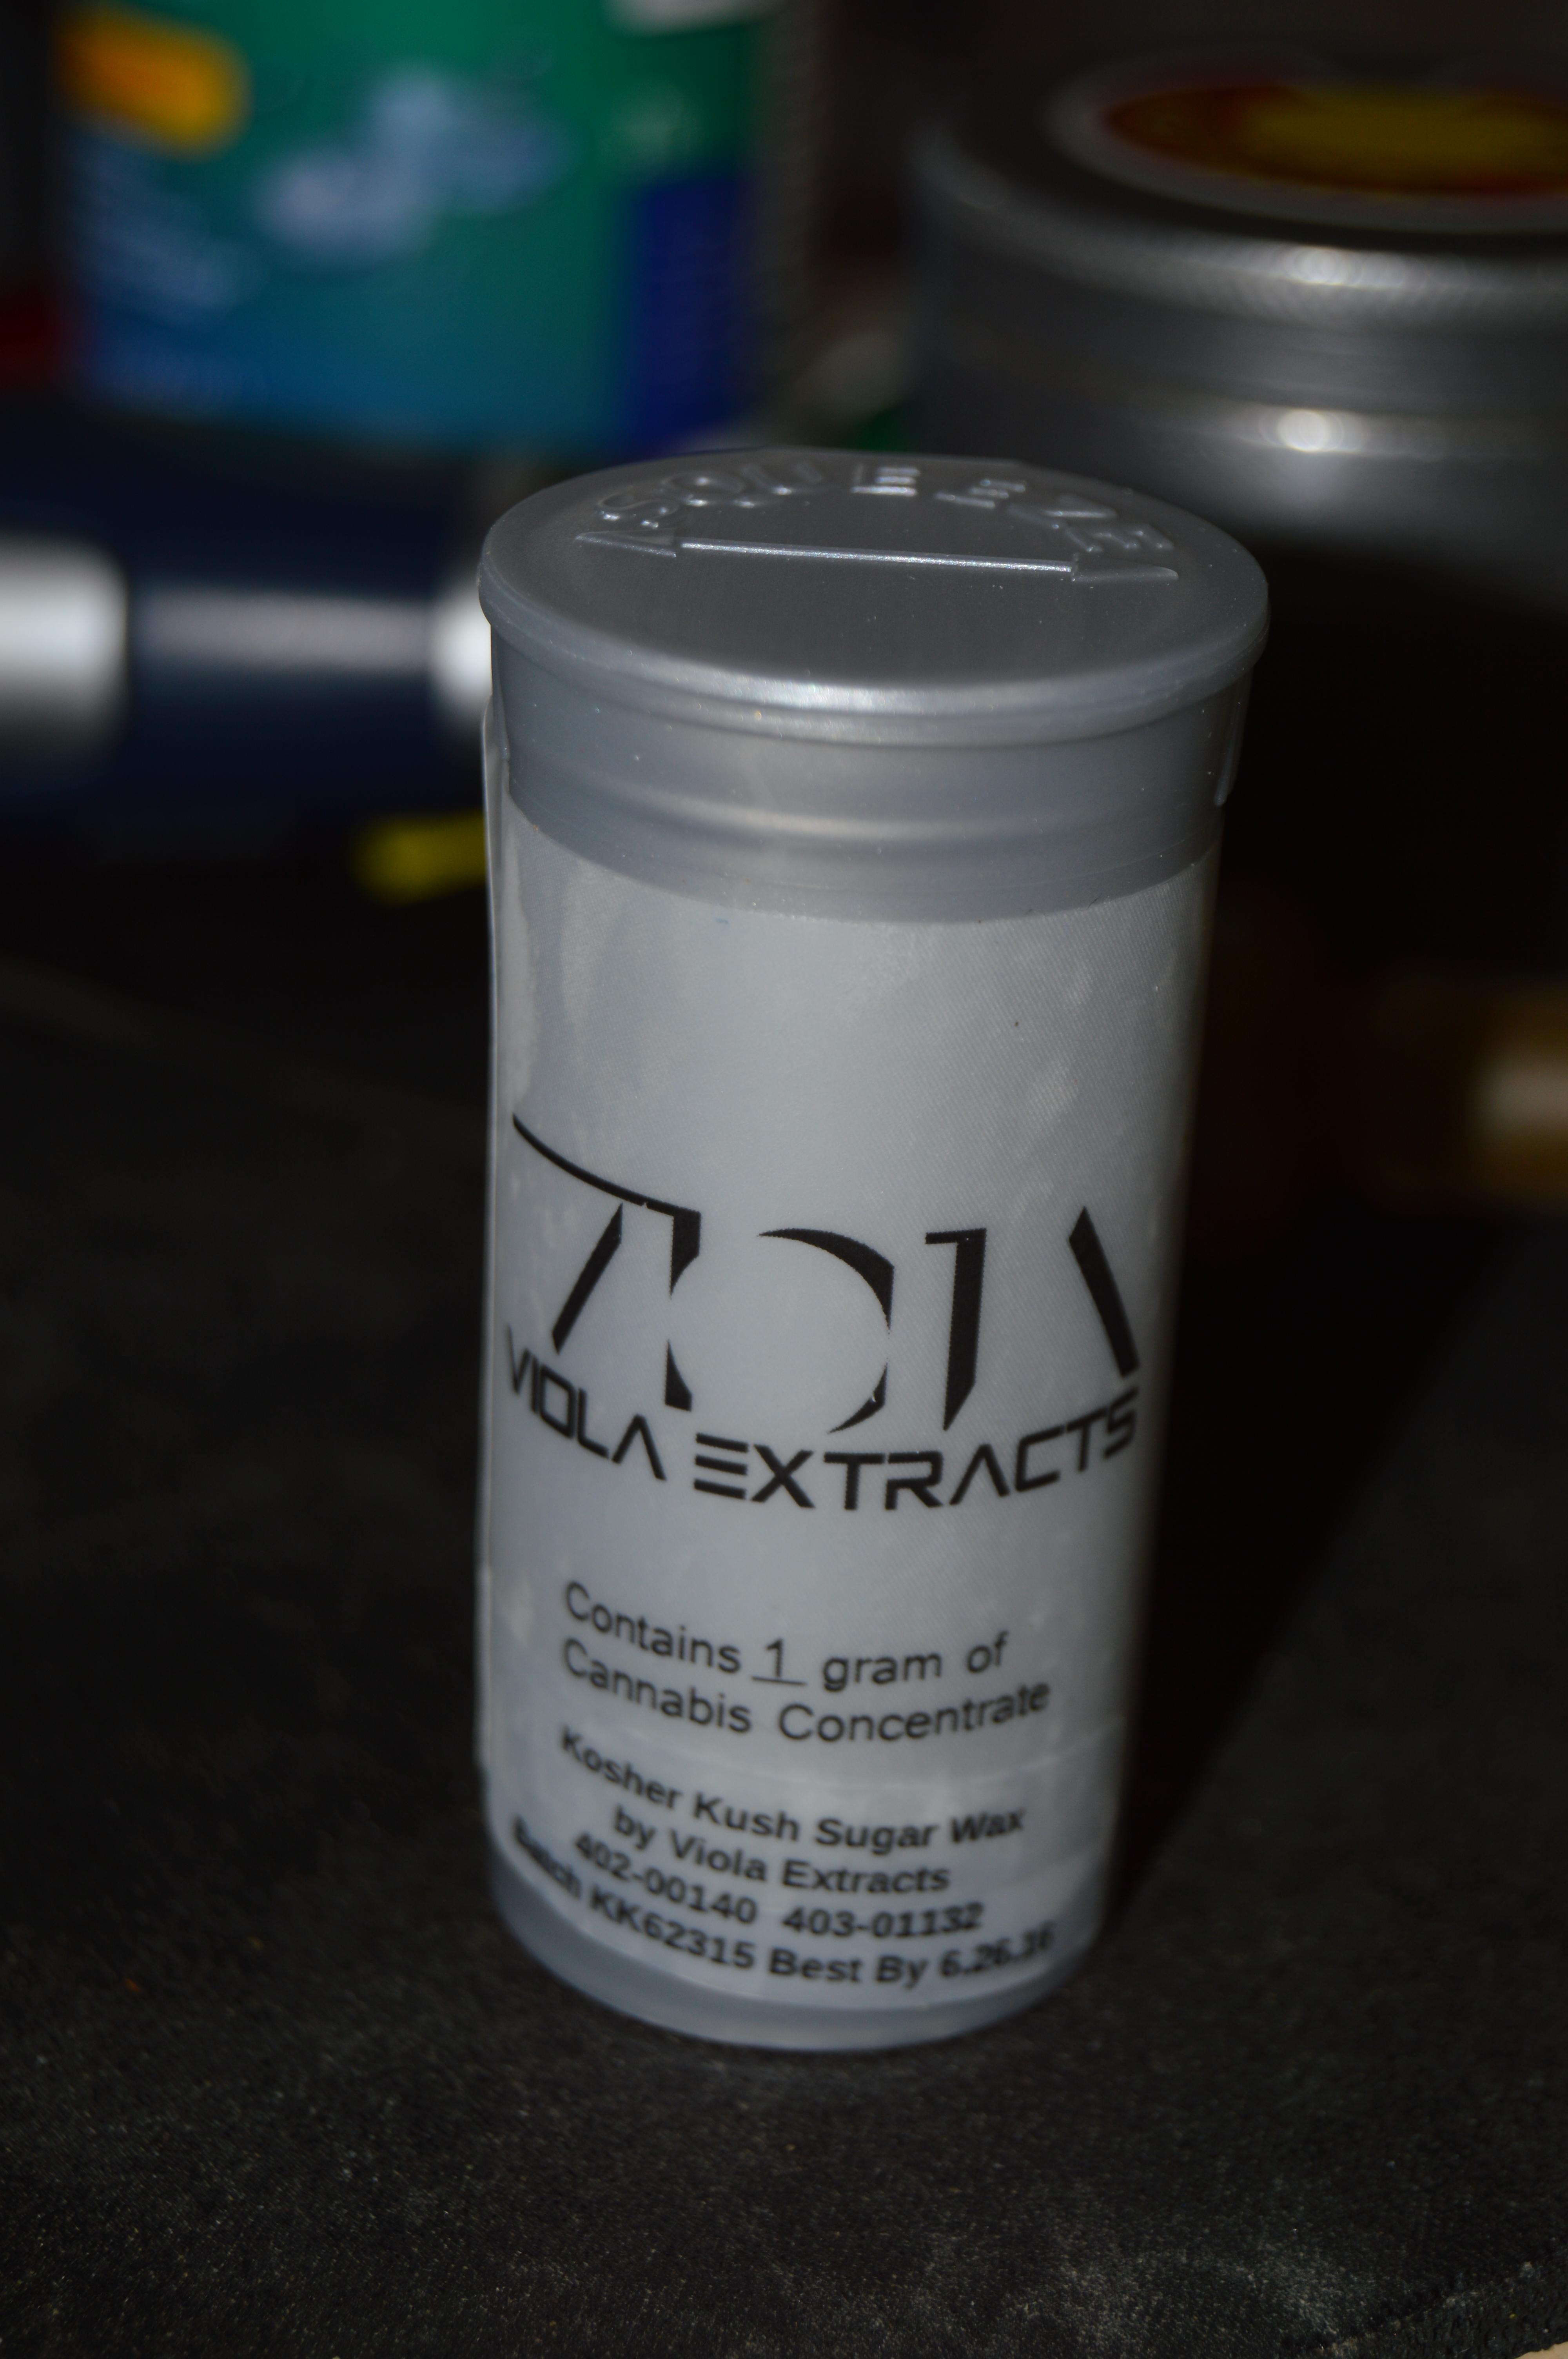 SQUEEZE
VIOLA EXTRACTS
Contains 1 gram of
Cannabis Concentrate
Kosher Kush Sugar Wax
by Viola Extracts
402-00140 403-01132
Batch KK62315 Best By 6.26.16